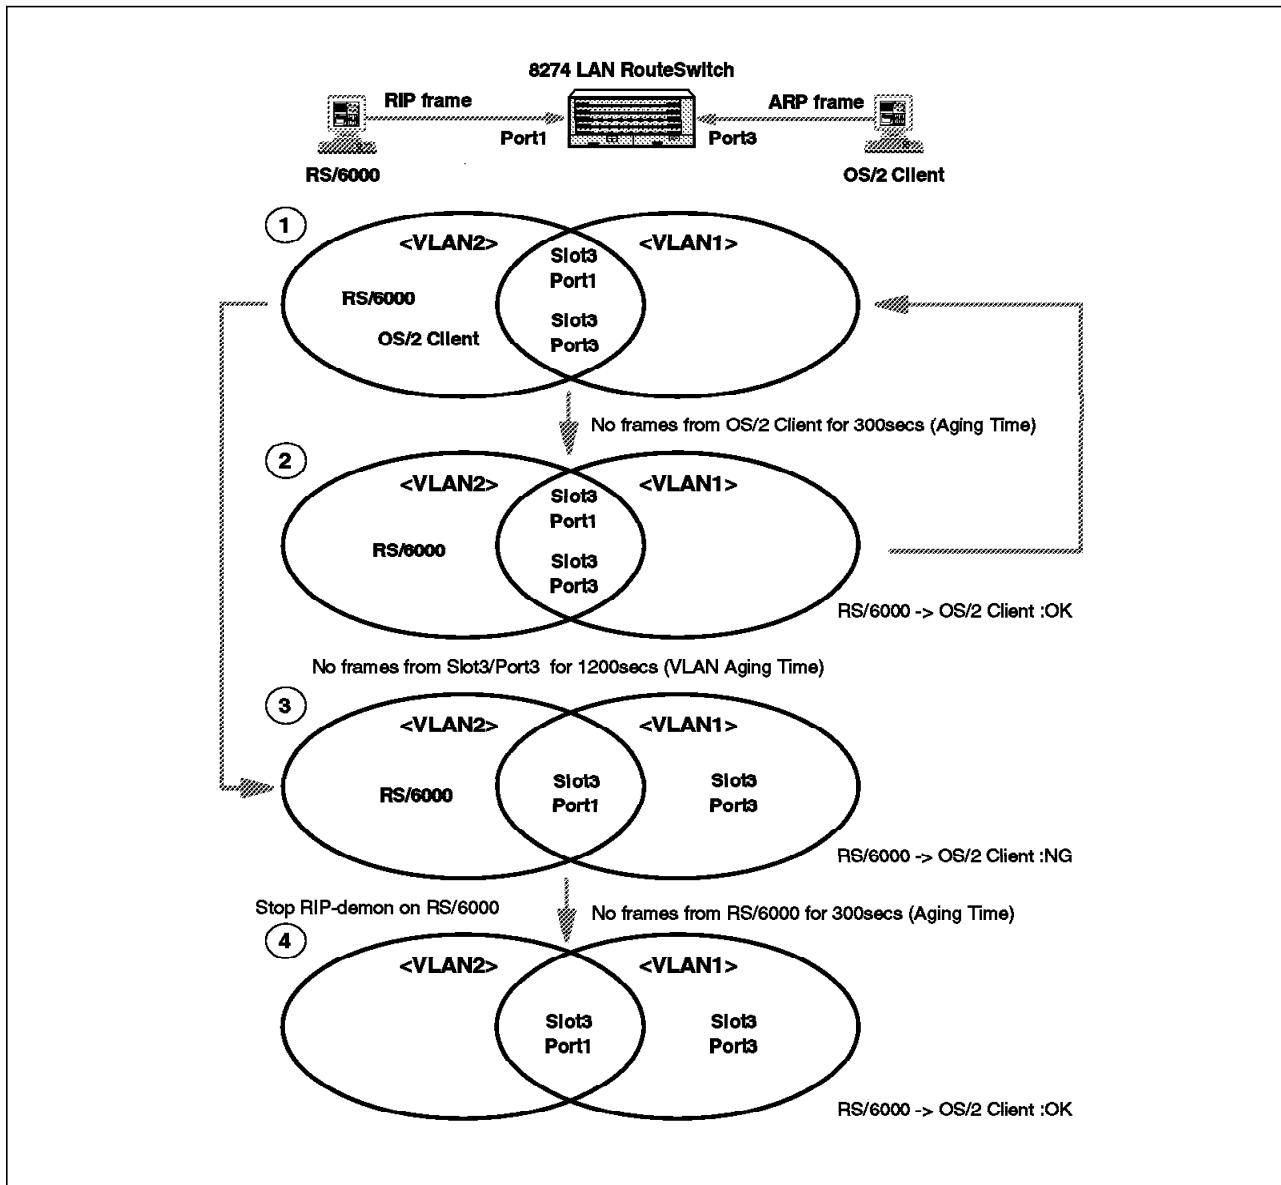 8274 LAN RouteSwitch
RIP frame
ARP frame
Port1
Port3
RS/6000
OS/2 Client
1
<VLAN2>
<VLAN1>
Slot3
Port1
RS/6000
Slot3
OS/2 Client
Port3
No frames from OS/2 Client for 300secs (Aging Time)
2
<VLAN2>
<VLAN1>
Slot3
Port1
RS/6000
Slot3
Port3
RS/6000 -> OS/2 Client :OK
No frames from Slot3/Port3 for 1200secs (VLAN Aging Time)
3
<VLAN2>
<VLAN1>
RS/6000
Slot3
Port1
Slot3
Port3
RS/6000 -> OS/2 Client :NG
Stop RIP-demon on RS/6000
No frames from RS/6000 for 300secs (Aging Time)
4
<VLAN2>
<VLAN1>
Slot3
Port1
Slot3
Port3
RS/6000 -> OS/2 Client :OK